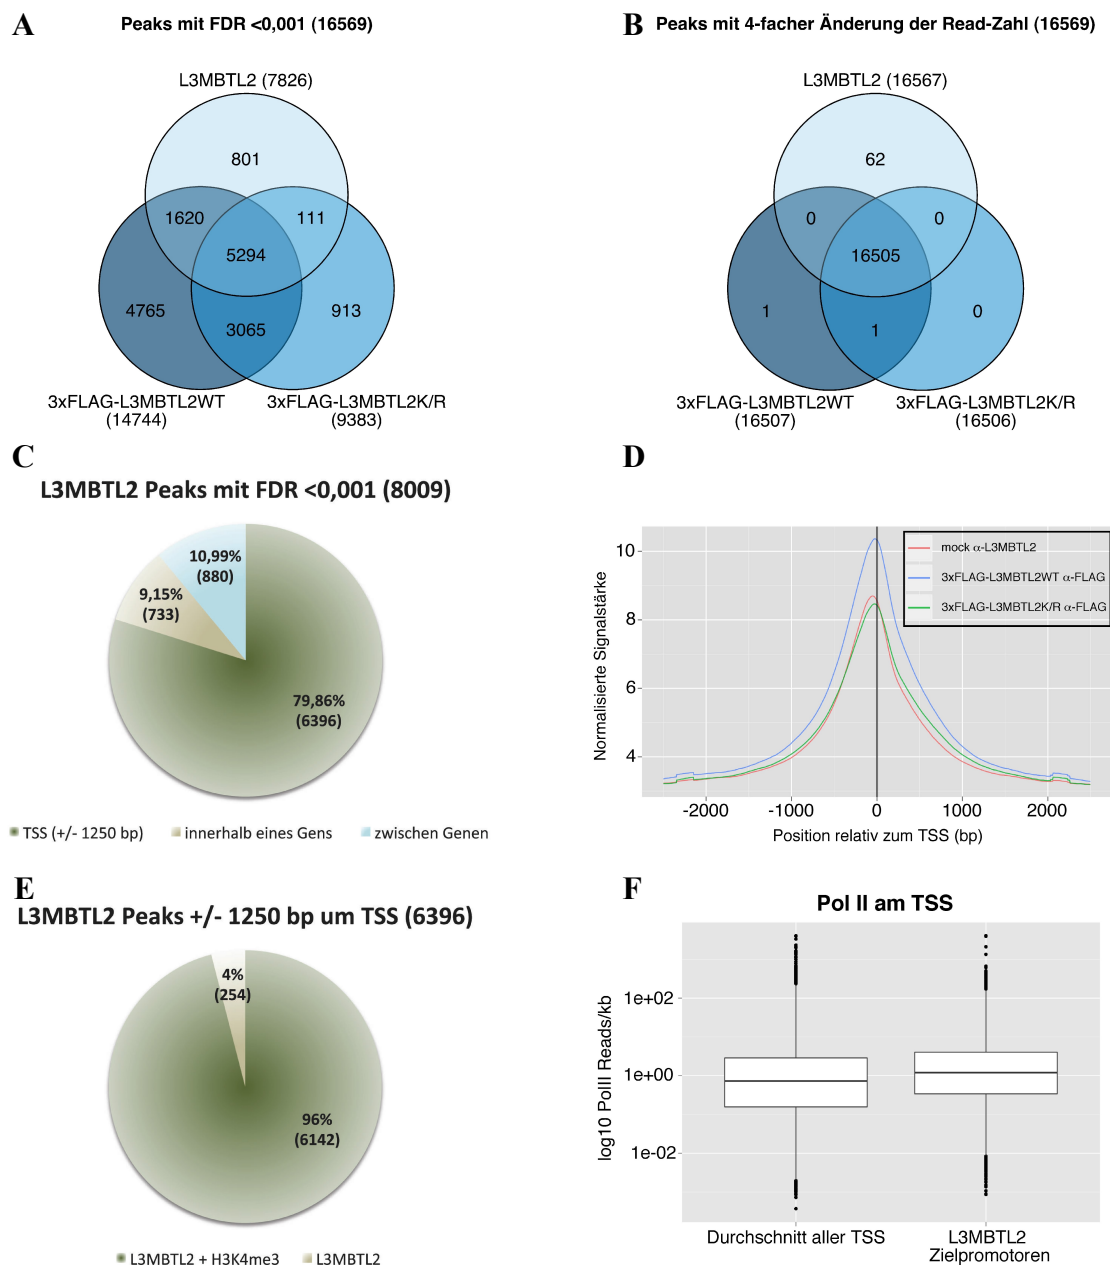 A
Peaks mit FDR <0,001 (16569)
L3MBTL2 (7826)
801
1620
111
5294
4765
913
3065
3xFLAG-L3MBTL2WT
(14744)
3xFLAG-L3MBTL2K/R
(9383)
B
Peaks mit 4-facher Änderung der Read-Zahl (16569)
L3MBTL2 (16567)
62
0
0
16505
1
0
1
3xFLAG-L3MBTL2WT
(16507)
3xFLAG-L3MBTL2K/R
(16506)
C
L3MBTL2 Peaks mit FDR <0,001 (8009)
10,99%
(880)
9,15%
(733)
79,86%
(6396)
TSS (+/- 1250 bp)
innerhalb eines Gens
zwischen Genen
D
mock α-L3MBTL2
3xFLAG-L3MBTL2WT α-FLAG
3xFLAG-L3MBTL2K/R α-FLAG
Normalisierte Signalstärke
10
8
6
4
-2000
-1000
0
1000
2000
Position relativ zum TSS (bp)
E
L3MBTL2 Peaks +/- 1250 bp um TSS (6396)
4%
(254)
96%
(6142)
L3MBTL2 + H3K4me3
L3MBTL2
F
Pol II am TSS
log10 PolII Reads/kb
1e+02
1e+00
1e-02
Durchschnitt aller TSS
L3MBTL2
Zielpromotoren